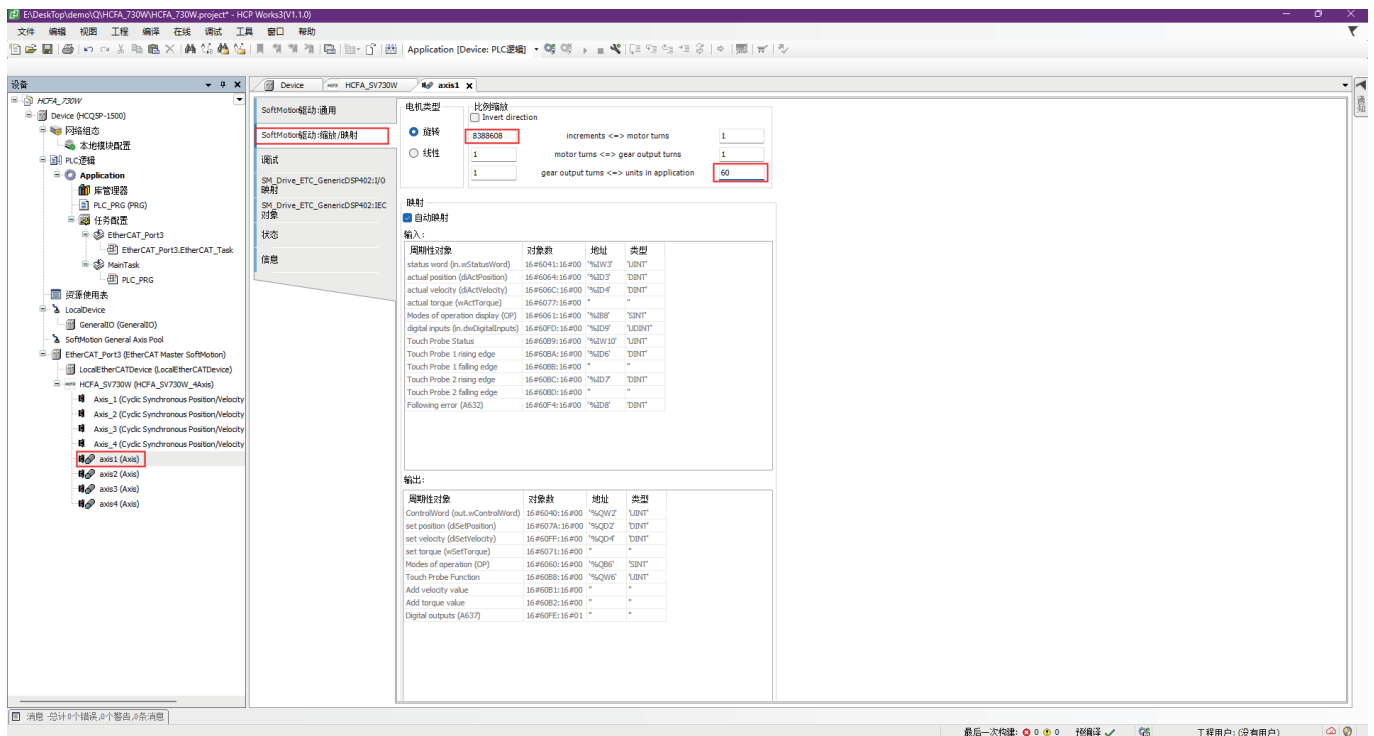 E:\DeskTop\demo\Q\HCFA_730W\HCFA_730W.project* - HCP Works3(V1.1.0)
文件 编辑 视图 工程 编译 在线 调试 工具 窗口 帮助
Application [Device: PLC逻辑]
设备
HCFA_730W
Device (HCQ5P-1500)
网络组态
本地模块配置
PLC逻辑
Application
库管理器
PLC_PRG (PRG)
任务配置
EtherCAT_Port3
EtherCAT_Port3.EtherCAT_Task
MainTask
PLC_PRG
资源使用表
LocalDevice
GeneralIO (GeneralIO)
SoftMotion General Axis Pool
EtherCAT_Port3 (EtherCAT Master SoftMotion)
LocalEtherCATDevice (LocalEtherCATDevice)
HCFA_SV730W (HCFA_SV730W_4Axis)
Axis_1 (Cyclic Synchronous Position/Velocity
Axis_2 (Cyclic Synchronous Position/Velocity
Axis_3 (Cyclic Synchronous Position/Velocity
Axis_4 (Cyclic Synchronous Position/Velocity
axis1 (Axis)
axis2 (Axis)
axis3 (Axis)
axis4 (Axis)
Device HCFA_SV730W axis1
SoftMotion驱动:通用
SoftMotion驱动:缩放/映射
调试
SM_Drive_ETC_GenericDSP402:I/O
映射
SM_Drive_ETC_GenericDSP402:IEC
对象
状态
信息
电机类型
旋转
线性
比例缩放
Invert direction
8388608 increments <=> motor turns 1
1 motor turns <=> gear output turns 1
1 gear output turns <=> units in application 60
映射
自动映射
输入:
周期性对象 对象数 地址 类型
status word (in.wStatusWord) 16#6041:16#00 '%IW3' 'UINT'
actual position (diActPosition) 16#6064:16#00 '%ID3' 'DINT'
actual velocity (diActVelocity) 16#606C:16#00 '%ID4' 'DINT'
actual torque (wActTorque) 16#6077:16#00 '' ''
Modes of operation display (OP) 16#6061:16#00 '%IB8' 'SINT'
digital inputs (in.dwDigitalInputs) 16#60FD:16#00 '%ID9' 'UDINT'
Touch Probe Status 16#60B9:16#00 '%IW10' 'UINT'
Touch Probe 1 rising edge 16#60BA:16#00 '%ID6' 'DINT'
Touch Probe 1 falling edge 16#60BB:16#00 '' ''
Touch Probe 2 rising edge 16#60BC:16#00 '%ID7' 'DINT'
Touch Probe 2 falling edge 16#60BD:16#00 '' ''
Following error (A632) 16#60F4:16#00 '%ID8' 'DINT'
输出:
周期性对象 对象数 地址 类型
ControlWord (out.wControlWord) 16#6040:16#00 '%QW2' 'UINT'
set position (diSetPosition) 16#607A:16#00 '%QD2' 'DINT'
set velocity (diSetVelocity) 16#60FF:16#00 '%QD4' 'DINT'
set torque (wSetTorque) 16#6071:16#00 '' ''
Modes of operation (OP) 16#6060:16#00 '%QB6' 'SINT'
Touch Probe Function 16#60B8:16#00 '%QW6' 'UINT'
Add velocity value 16#60B1:16#00 '' ''
Add torque value 16#60B2:16#00 '' ''
Digital outputs (A637) 16#60FE:16#01 '' ''
通知
消息 -总计0个错误,0个警告,0条消息
最后一次构建: 0 0 预编译 工程用户: (没有用户)